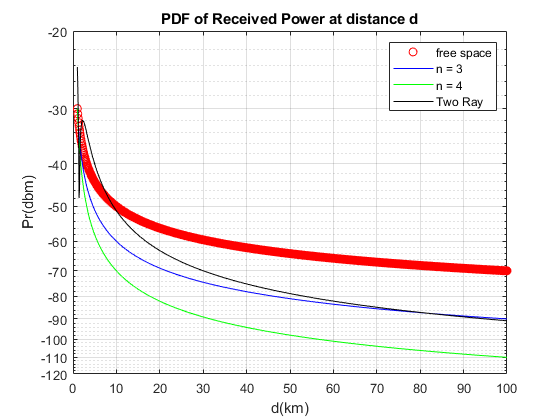 PDF of Received Power at distance d
-20
-30
-40
-50
-60
-70
-80
-90
-100
-110
-120
Pr(dbm)
free space
n = 3
n = 4
Two Ray
0 10 20 30 40 50 60 70 80 90 100
d(km)